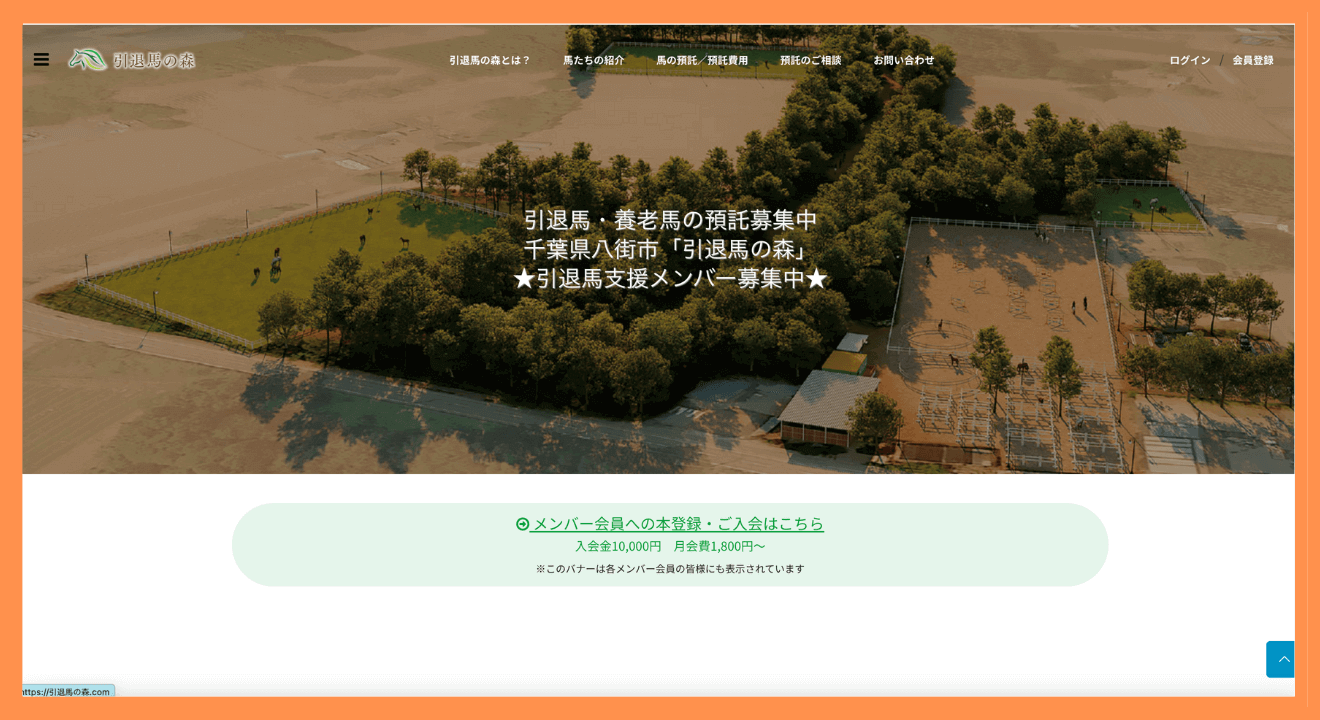 引退馬の森
引退馬の森とは？ 馬たちの紹介 馬の預託／預託費用 預託のご相談 お問い合わせ
ログイン / 会員登録
引退馬・養老馬の預託募集中
千葉県八街市「引退馬の森」
★引退馬支援メンバー募集中★
メンバー会員への本登録・ご入会はこちら
入会金10,000円 月会費1,800円〜
※このバナーは各メンバー会員の皆様にも表示されています
ttps://引退馬の森.com